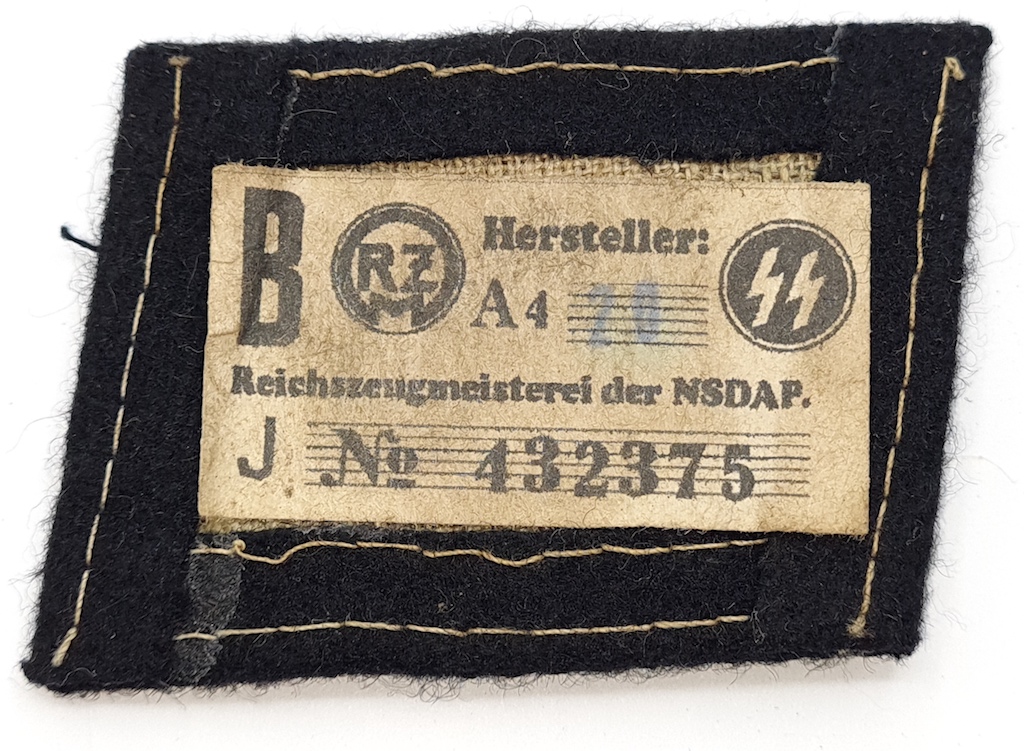 B RZM Hersteller:
A4
Reichszeugmeisterei der NSDAP.
J № 432375